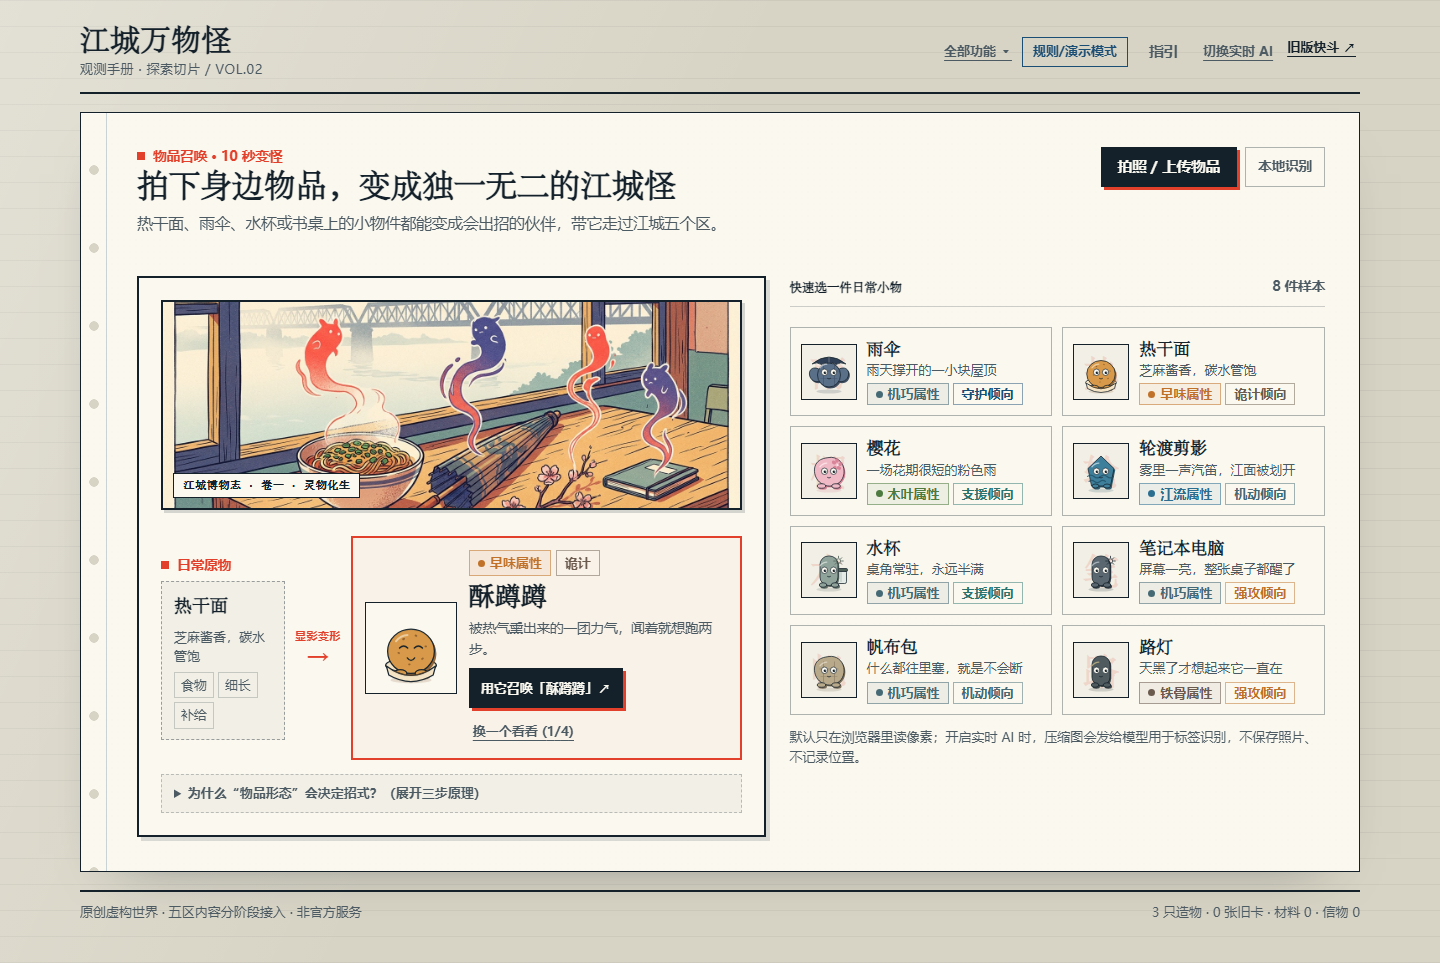 江城万物怪
观测手册 · 探索切片 / VOL.02
全部功能
规则/演示模式
指引
切换实时 AI
旧版快斗 ↗
物品召唤 • 10 秒变怪
拍下身边物品，变成独一无二的江城怪
热干面、雨伞、水杯或书桌上的小物件都能变成会出招的伙伴，带它走过江城五个区。
拍照 / 上传物品
本地识别
江城博物志 · 卷一 · 灵物化生
日常原物
热干面
芝麻酱香，碳水
管饱
食物
细长
补给
显影变形
→
早味属性
诡计
酥蹲蹲
被热气熏出来的一团力气，闻着就想跑两
步。
用它召唤「酥蹲蹲」↗
换一个看看 (1/4)
▶ 为什么“物品形态”会决定招式？（展开三步原理）
快速选一件日常小物
8 件样本
雨伞
雨天撑开的一小块屋顶
机巧属性
守护倾向
热干面
芝麻酱香，碳水管饱
早味属性
诡计倾向
樱花
一场花期很短的粉色雨
木叶属性
支援倾向
轮渡剪影
雾里一声汽笛，江面被划开
江流属性
机动倾向
水杯
桌角常驻，永远半满
机巧属性
支援倾向
笔记本电脑
屏幕一亮，整张桌子都醒了
机巧属性
强攻倾向
帆布包
什么都往里塞，就是不会断
机巧属性
机动倾向
路灯
天黑了才想起来它一直在
铁骨属性
强攻倾向
默认只在浏览器里读像素；开启实时 AI 时，压缩图会发给模型用于标签识别，不保存照片、
不记录位置。
原创虚构世界 · 五区内容分阶段接入 · 非官方服务
3 只造物 · 0 张旧卡 · 材料 0 · 信物 0